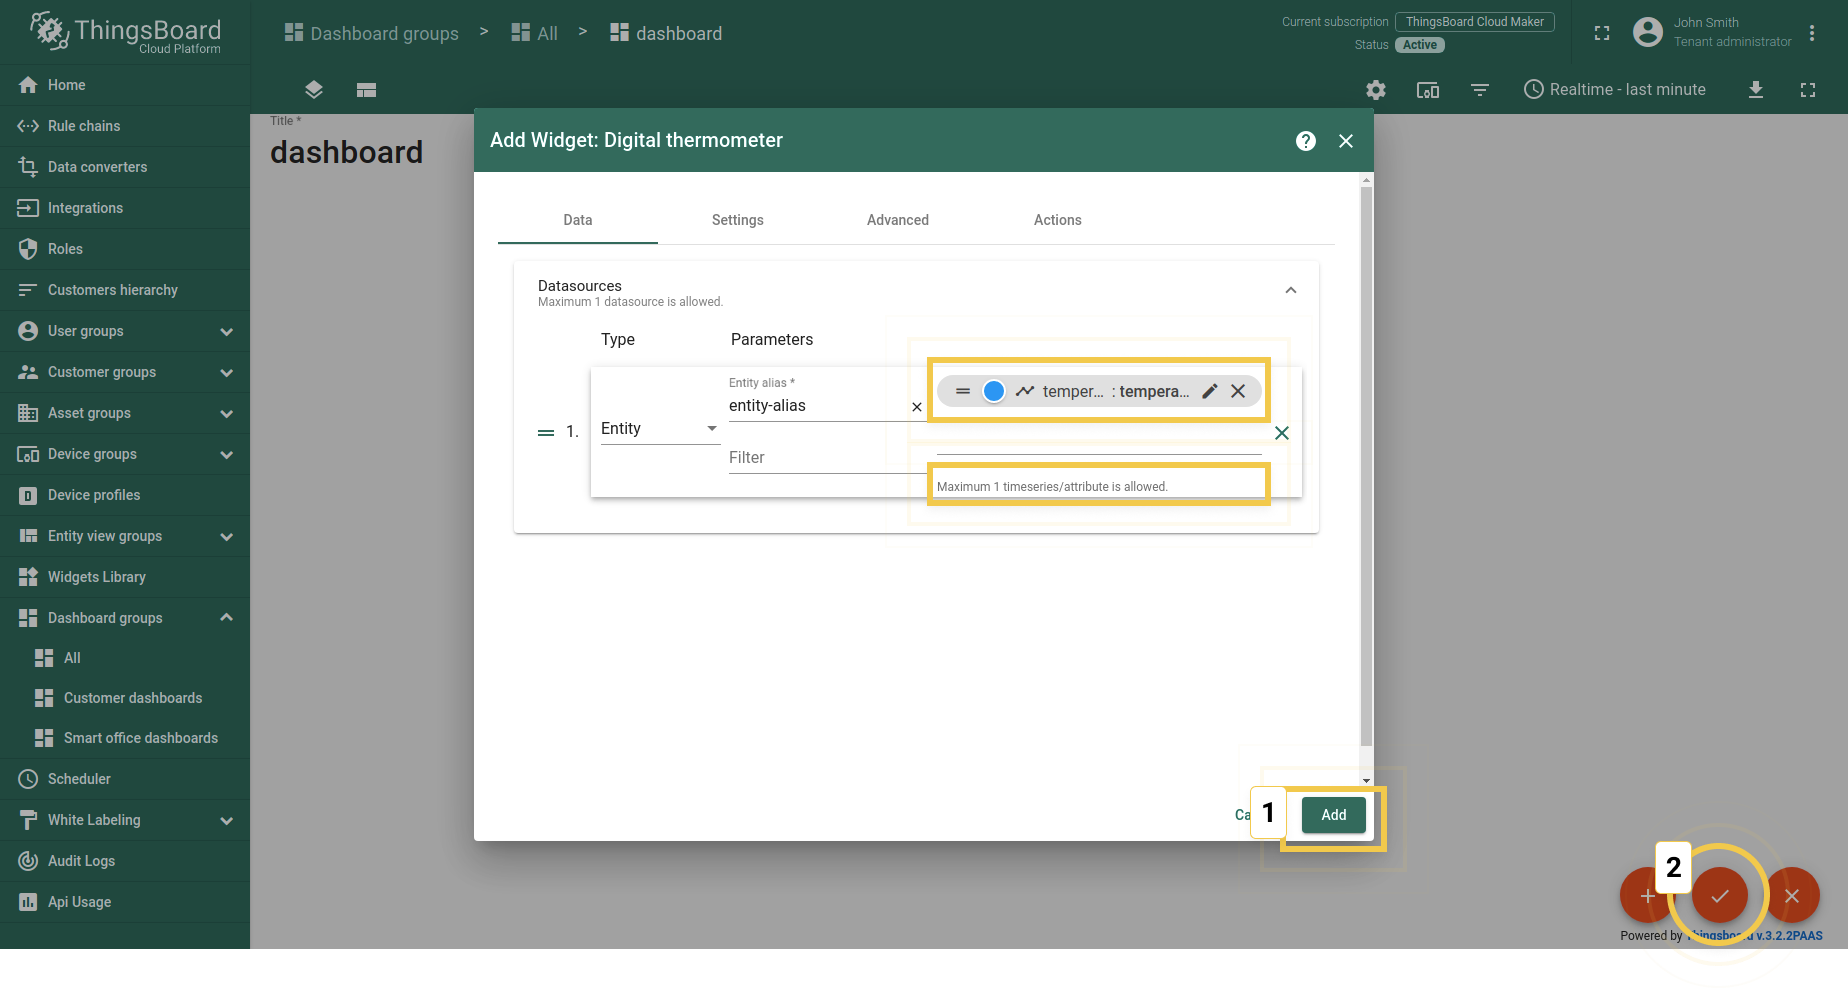 ThingsBoard
Cloud Platform
Dashboard groups > All > dashboard
Current subscription ThingsBoard Cloud Maker
Status Active
John Smith
Tenant administrator
Realtime - last minute
Home
Rule chains
Data converters
Integrations
Roles
Customers hierarchy
User groups
Customer groups
Asset groups
Device groups
Device profiles
Entity view groups
Widgets Library
Dashboard groups
All
Customer dashboards
Smart office dashboards
Scheduler
White Labeling
Audit Logs
Api Usage
Title *
dashboard
Add Widget: Digital thermometer
Data Settings Advanced Actions
Datasources
Maximum 1 datasource is allowed.
Type Parameters
1.
Entity
Entity alias *
entity-alias
Filter
temper... : tempera...
Maximum 1 timeseries/attribute is allowed.
Ca
1
Add
2
Powered by Thingsboard v.3.2.2PAAS